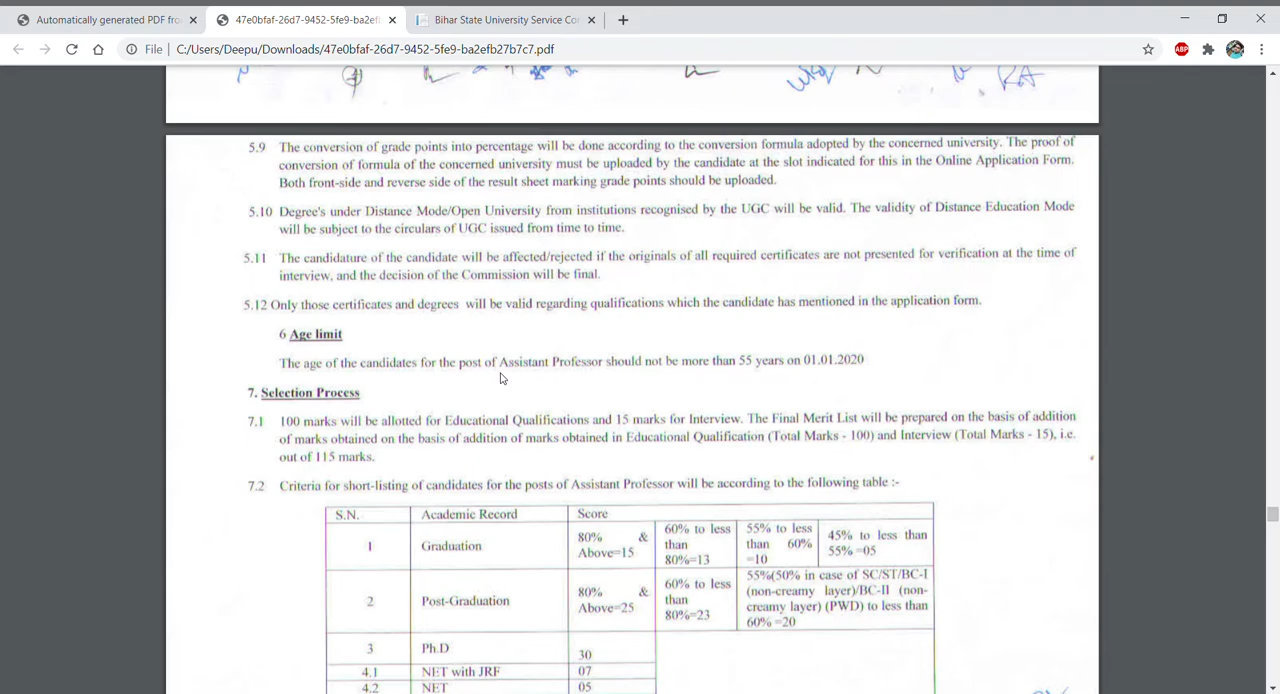 Automatically generated PDF fro
47e0bfaf-26d7-9452-5fe9-ba2ef
Bihar State University Service Co
File | C:/Users/Deepu/Downloads/47e0bfaf-26d7-9452-5fe9-ba2efb27b7c7.pdf
ABP
RA
5.9 The conversion of grade points into percentage will be done according to the conversion formula adopted by the concerned university. The proof of
conversion of formula of the concerned university must be uploaded by the candidate at the slot indicated for this in the Online Application Form.
Both front-side and reverse side of the result sheet marking grade points should be uploaded.
5.10 Degree's under Distance Mode/Open University from institutions recognised by the UGC will be valid. The validity of Distance Education Mode
will be subject to the circulars of UGC issued from time to time.
5.11 The candidature of the candidate will be affected/rejected if the originals of all required certificates are not presented for verification at the time of
interview, and the decision of the Commission will be final.
5.12 Only those certificates and degrees will be valid regarding qualifications which the candidate has mentioned in the application form.
6 Age limit
The age of the candidates for the post of Assistant Professor should not be more than 55 years on 01.01.2020
7. Selection Process
7.1 100 marks will be allotted for Educational Qualifications and 15 marks for Interview. The Final Merit List will be prepared on the basis of addition
of marks obtained on the basis of addition of marks obtained in Educational Qualification (Total Marks - 100) and Interview (Total Marks - 15), i.e.
out of 115 marks.
7.2 Criteria for short-listing of candidates for the posts of Assistant Professor will be according to the following table :-
S.N. Academic Record Score
1 Graduation
80% &
Above=15
60% to less
than
80%=13
55% to less
than 60%
=10
45% to less than
55% =05
2 Post-Graduation
80% &
Above=25
60% to less
than
80%=23
55%(50% in case of SC/ST/BC-I
(non-creamy layer)/BC-II (non-
creamy layer) (PWD) to less than
60% =20
3 Ph.D 30
4.1 NET with JRF 07
4.2 NET 05